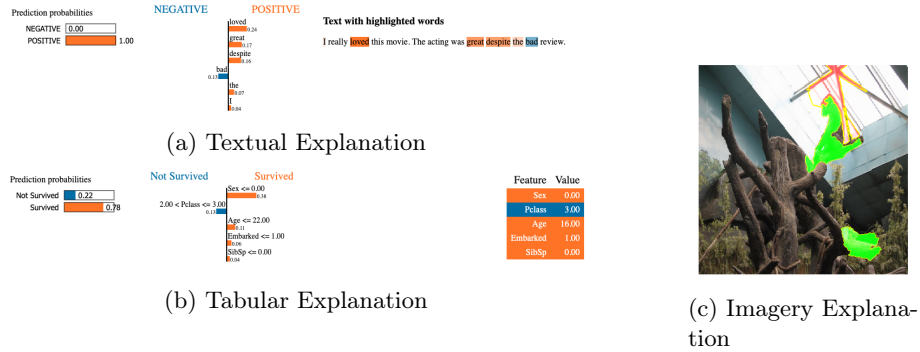 Prediction probabilities
NEGATIVE 0.00
POSITIVE 1.00
NEGATIVE POSITIVE
loved
0.24
great
0.17
despite
0.16
bad
0.13
the
0.07
I
0.04
Text with highlighted words
I really loved this movie. The acting was great despite the bad review.
(a) Textual Explanation
Prediction probabilities
Not Survived 0.22
Survived 0.78
Not Survived Survived
Sex <= 0.00
0.38
2.00 < Pclass <= 3.00
0.13
Age <= 22.00
0.11
Embarked <= 1.00
0.06
SibSp <= 0.00
0.04
Feature Value
Sex 0.00
Pclass 3.00
Age 16.00
Embarked 1.00
SibSp 0.00
(b) Tabular Explanation
(c) Imagery Explana-
tion